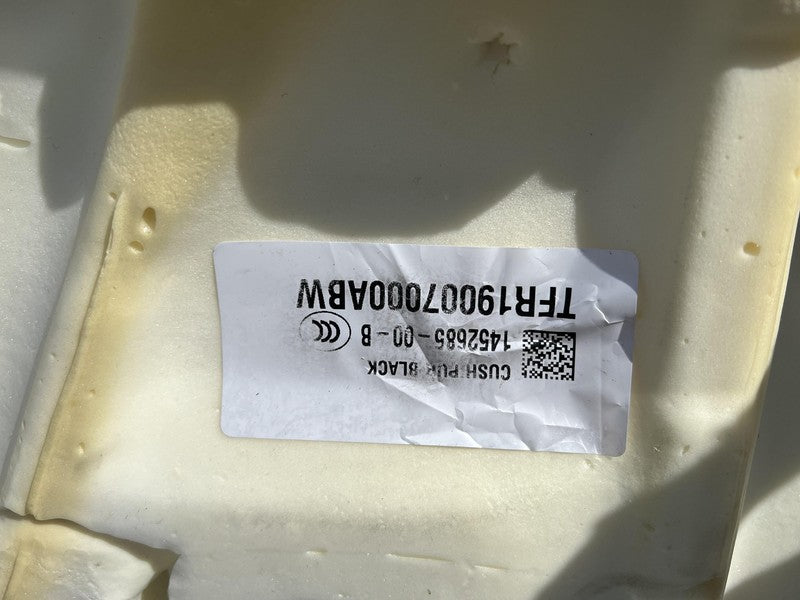 CUSH PUR BLACK
1452685-00-B
TFR19007000ABW